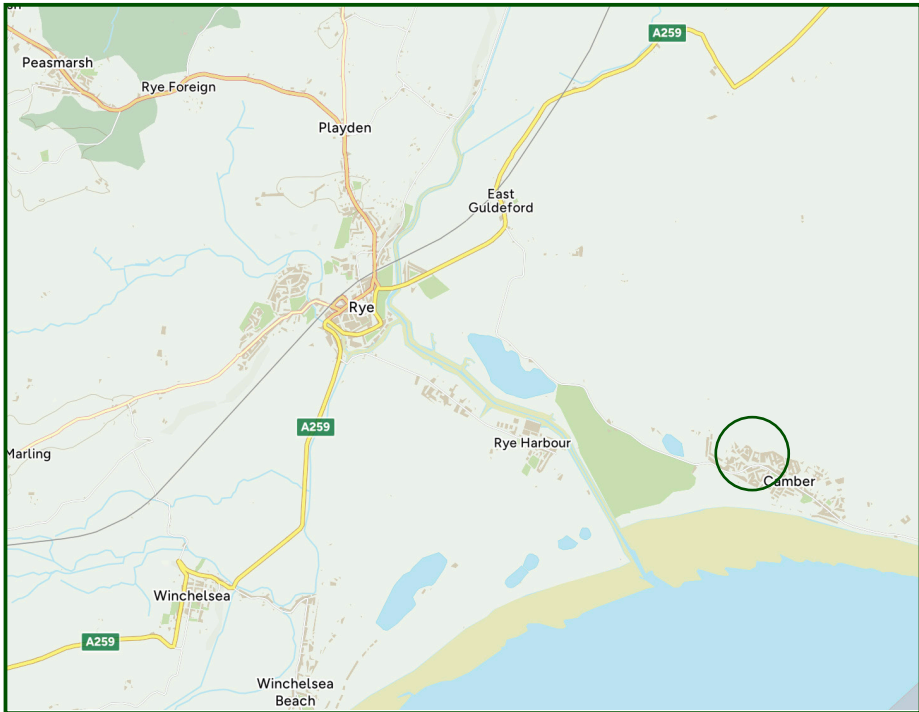 A259
Peasmarsh
Rye Foreign
Playden
East
Guldeford
Rye
A259
Rye Harbour
Marling
Camber
Winchelsea
A259
Winchelsea
Beach